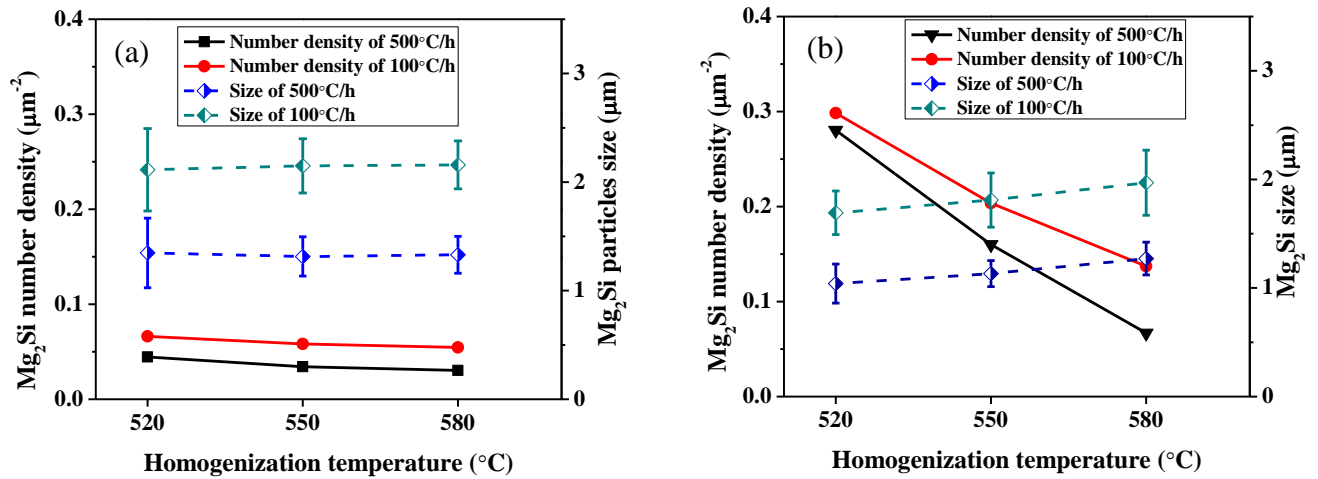 (a)
Number density of 500°C/h
Number density of 100°C/h
Size of 500°C/h
Size of 100°C/h
Mg₂Si number density (μm⁻²)
0.4
0.3
0.2
0.1
0.0
Mg₂Si particles size (μm)
3
2
1
0
520 550 580
Homogenization temperature (°C)
(b)
Number density of 500°C/h
Number density of 100°C/h
Size of 500°C/h
Size of 100°C/h
Mg₂Si number density (μm⁻²)
0.4
0.3
0.2
0.1
0.0
Mg₂Si size (μm)
3
2
1
0
520 550 580
Homogenization temperature (°C)